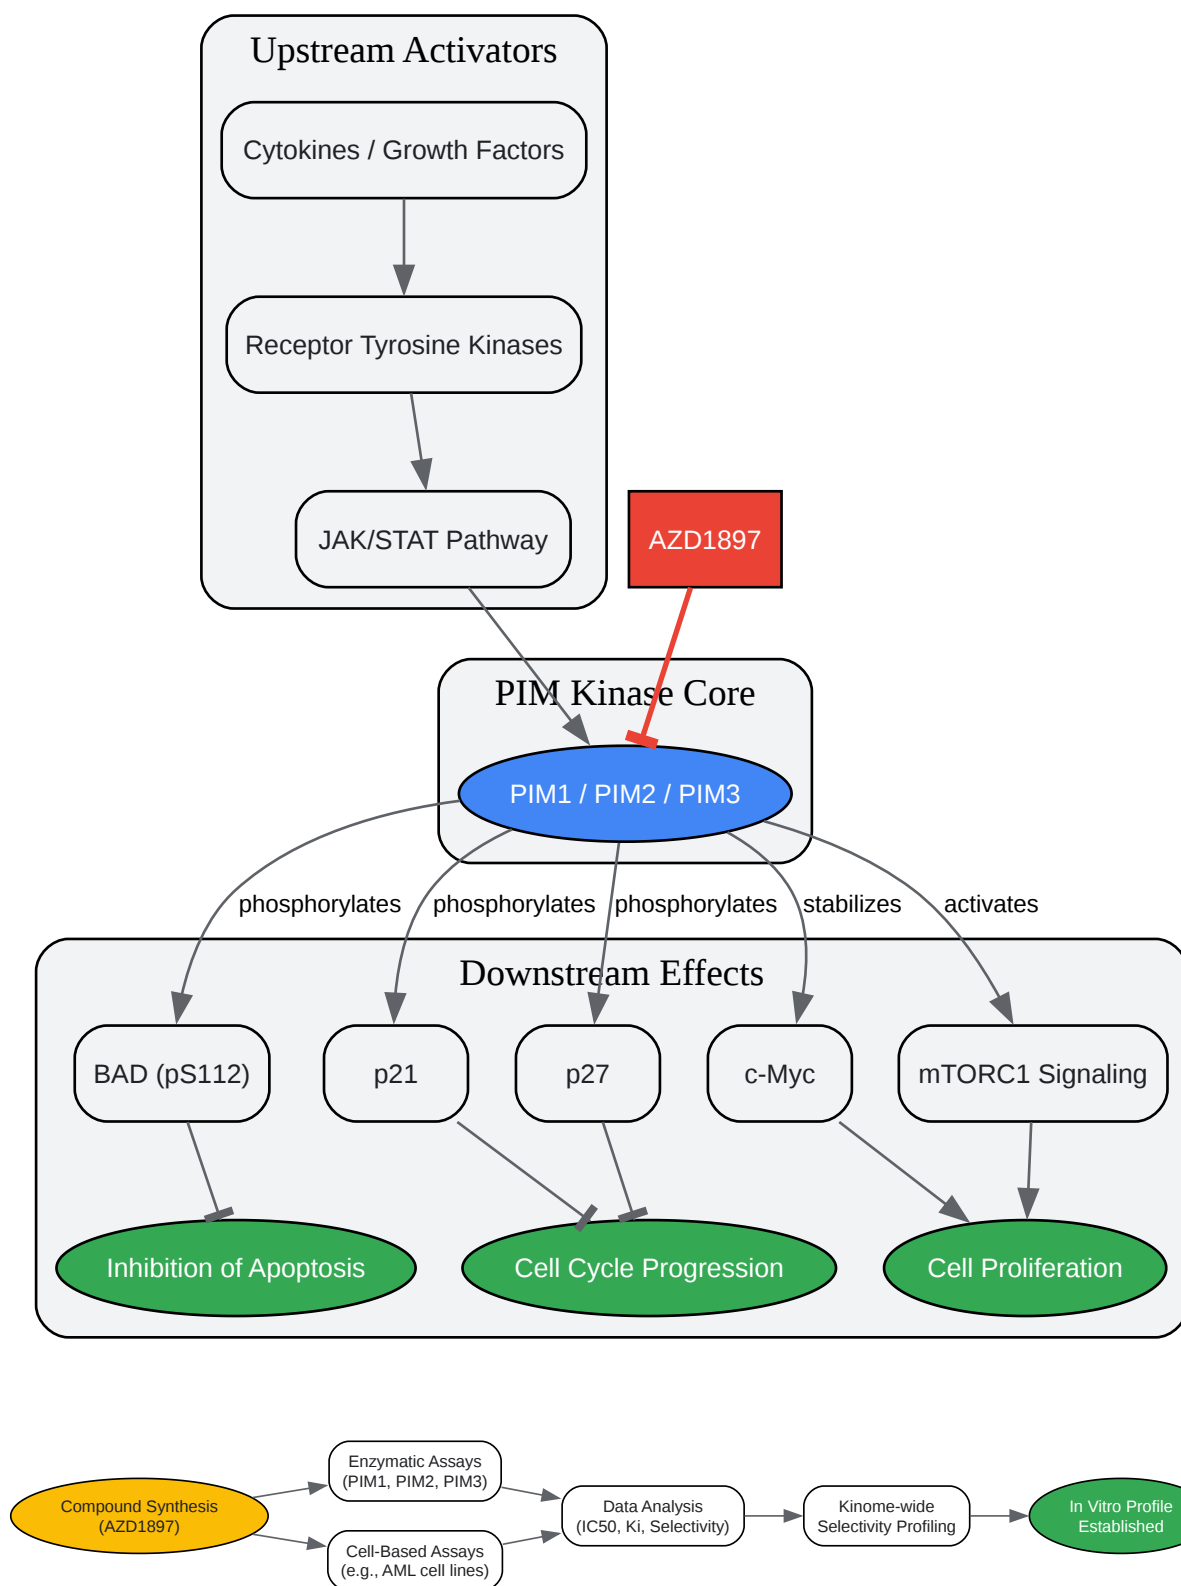 Upstream Activators
Cytokines / Growth Factors
Receptor Tyrosine Kinases
JAK/STAT Pathway
AZD1897
PIM Kinase Core
PIM1 / PIM2 / PIM3
phosphorylates
phosphorylates
phosphorylates
stabilizes
activates
Downstream Effects
BAD (pS112)
p21
p27
c-Myc
mTORC1 Signaling
Inhibition of Apoptosis
Cell Cycle Progression
Cell Proliferation
Compound Synthesis
(AZD1897)
Enzymatic Assays
(PIM1, PIM2, PIM3)
Cell-Based Assays
(e.g., AML cell lines)
Data Analysis
(IC50, Ki, Selectivity)
Kinome-wide
Selectivity Profiling
In Vitro Profile
Established